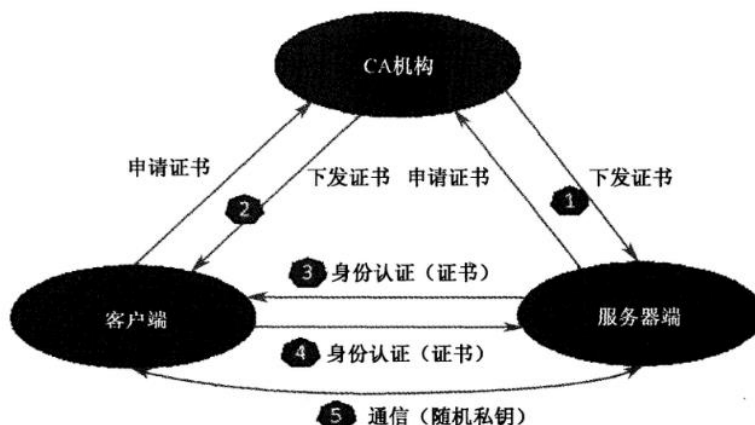 CA机构
申请证书
下发证书
申请证书
下发证书
1
2
3 身份认证（证书）
客户端
服务器端
4 身份认证（证书）
5 通信（随机私钥）